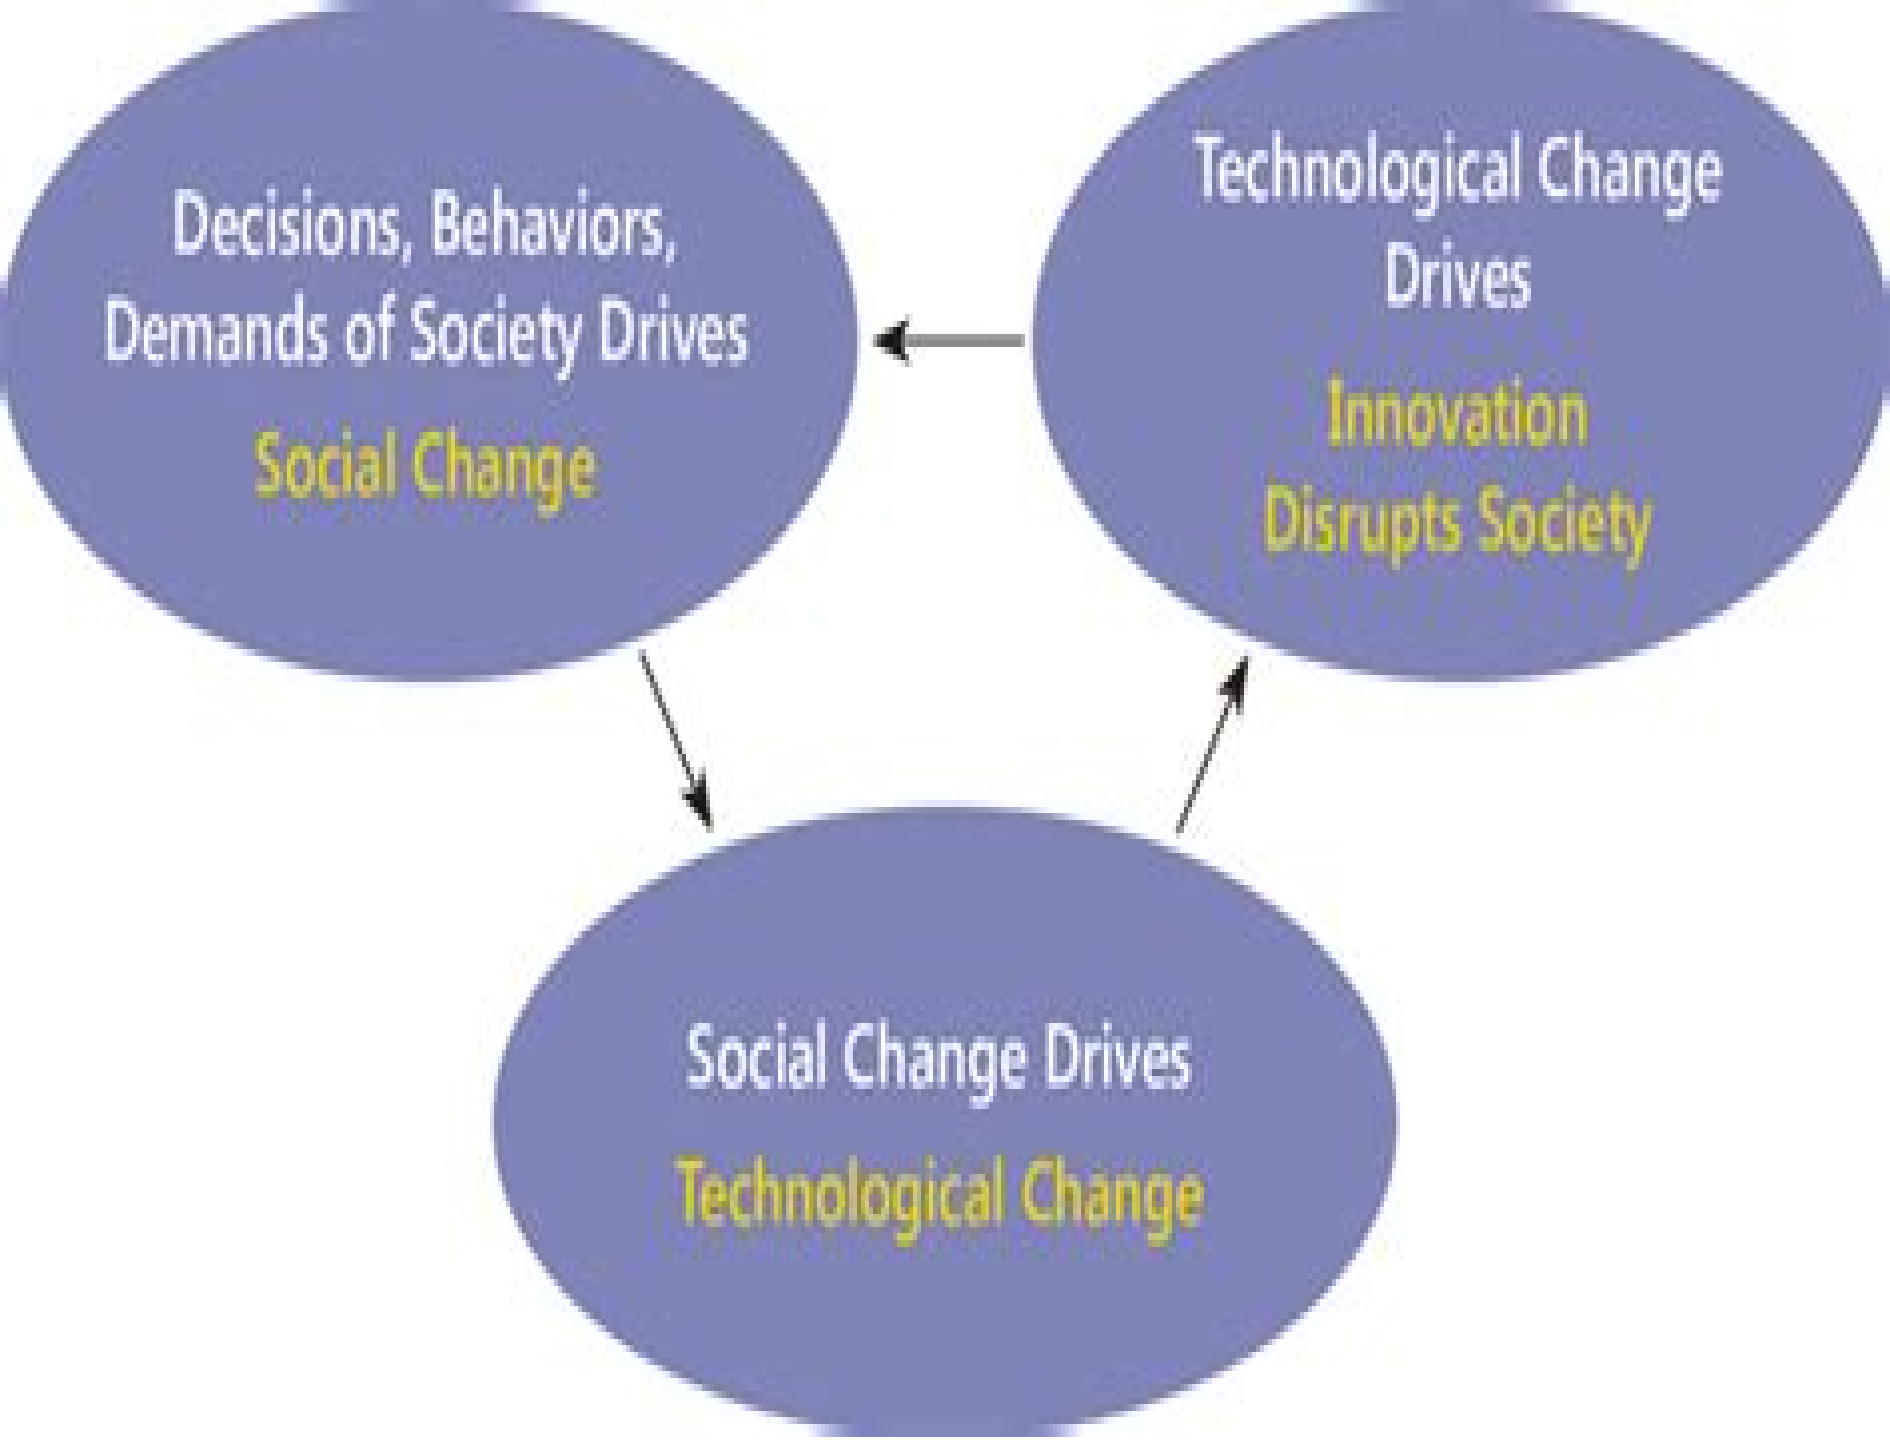 Decisions, Behaviors,
Demands of Society Drives
Social Change
Technological Change
Drives
Innovation
Disrupts Society
Social Change Drives
Technological Change